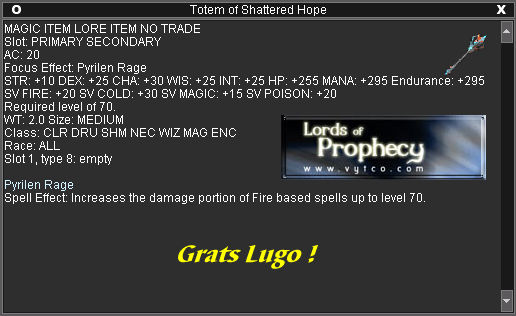 O Totem of Shattered Hope X
MAGIC ITEM LORE ITEM NO TRADE
Slot: PRIMARY SECONDARY
AC: 20
Focus Effect: Pyrilen Rage
STR: +10 DEX: +25 CHA: +30 WIS: +25 INT: +25 HP: +255 MANA: +295 Endurance: +295
SV FIRE: +20 SV COLD: +30 SV MAGIC: +15 SV POISON: +20
Required level of 70.
WT: 2.0 Size: MEDIUM
Class: CLR DRU SHM NEC WIZ MAG ENC
Race: ALL
Slot 1, type 8: empty
Lords of
Prophecy
www.vytco.com
Pyrilen Rage
Spell Effect: Increases the damage portion of Fire based spells up to level 70.
Grats Lugo !